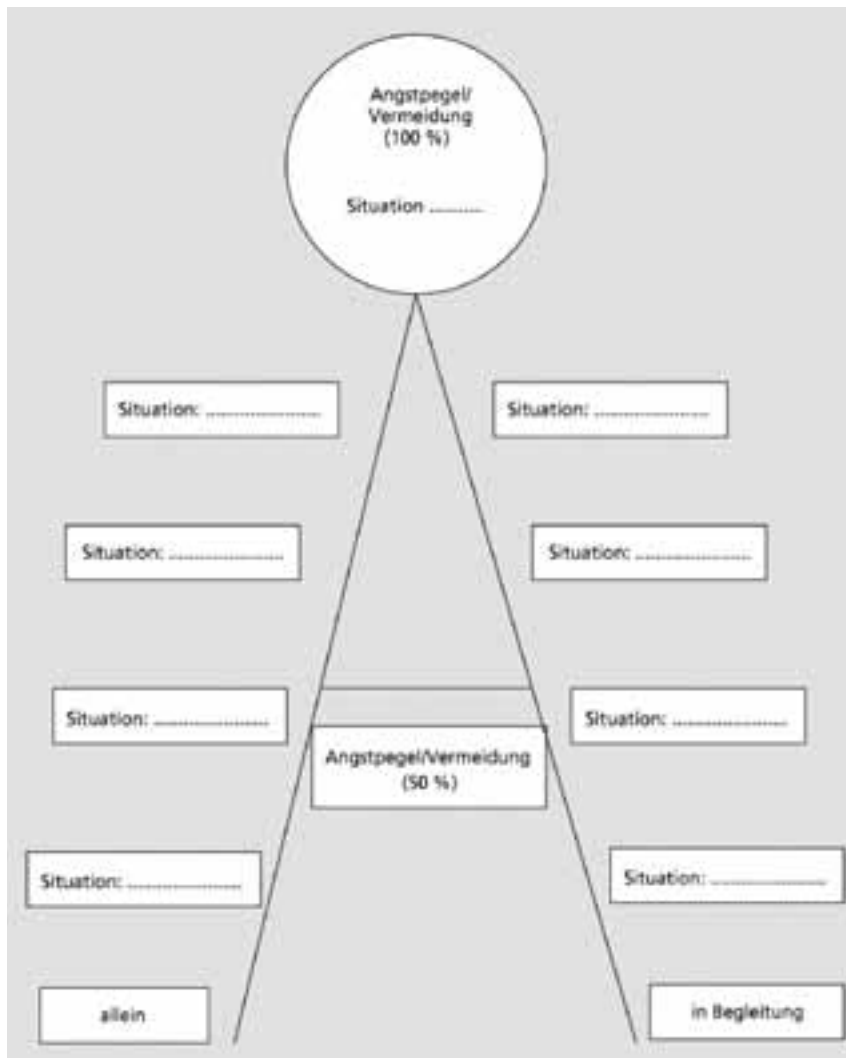 Angstpegel/
Vermeidung
(100 %)
Situation ..........
Situation: ......................
Situation: ......................
Situation: ......................
Situation: ......................
Situation: ......................
Situation: ......................
Angstpegel/Vermeidung
(50 %)
Situation: ......................
Situation: ......................
allein
in Begleitung